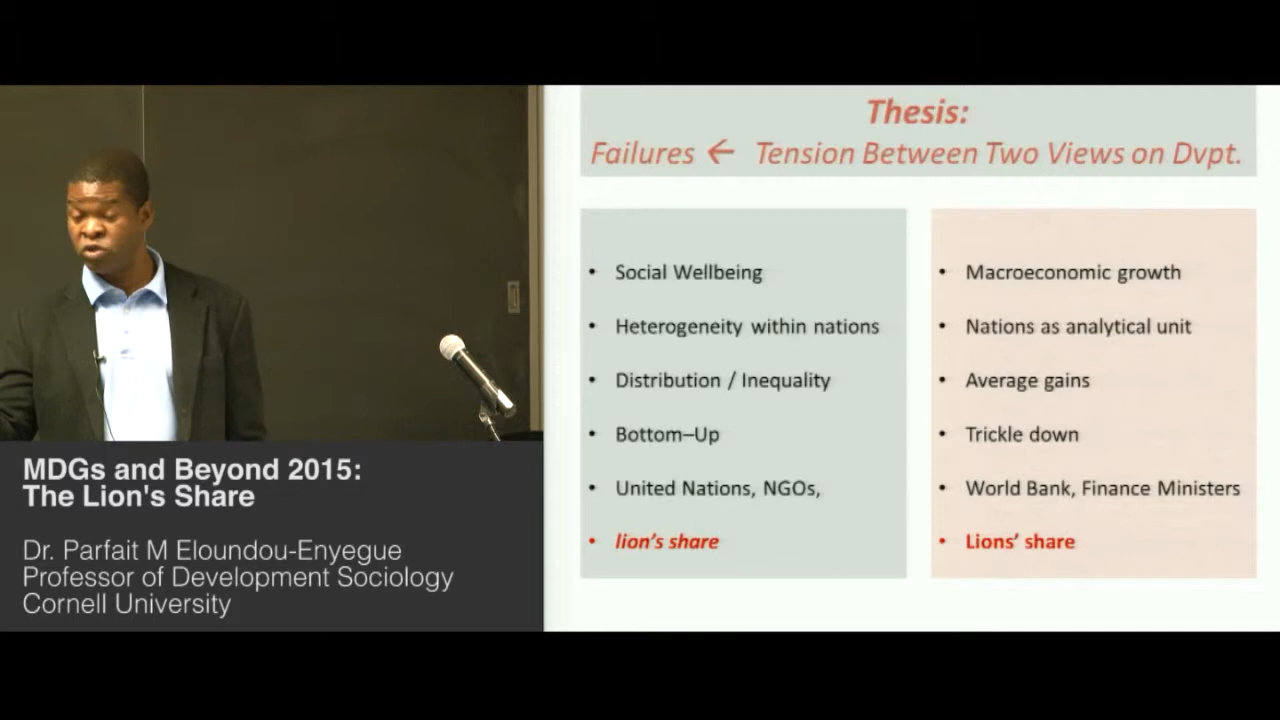 Thesis:
Failures ← Tension Between Two Views on Dvpt.
• Social Wellbeing
• Heterogeneity within nations
• Distribution / Inequality
• Bottom–Up
• United Nations, NGOs,
• lion's share
• Macroeconomic growth
• Nations as analytical unit
• Average gains
• Trickle down
• World Bank, Finance Ministers
• Lions' share
MDGs and Beyond 2015:
The Lion's Share
Dr. Parfait M Eloundou-Enyegue
Professor of Development Sociology
Cornell University